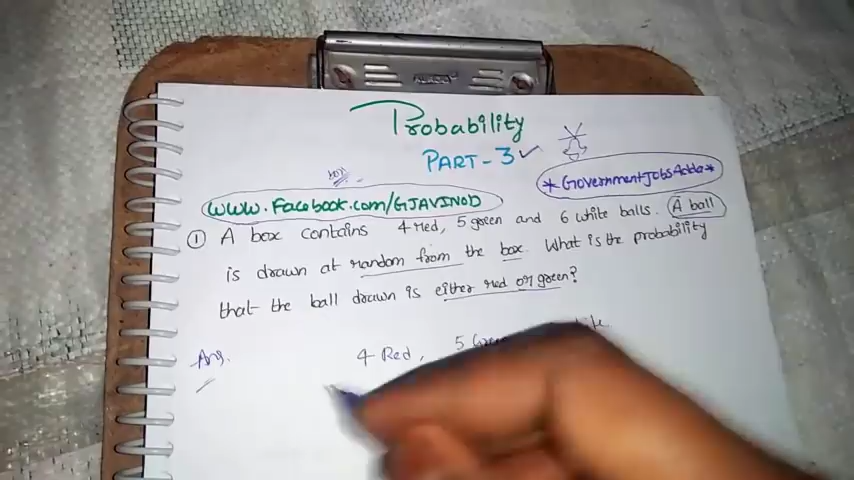 Probability
PART-3
*GovernmentJobsAdda*
www.Facebook.com/GJAVINOD
① A box contains 4 red, 5 green and 6 white balls. A ball
is drawn at random from the box. What is the probability
that the ball drawn is either red or green?
Ans. 4 Red, 5